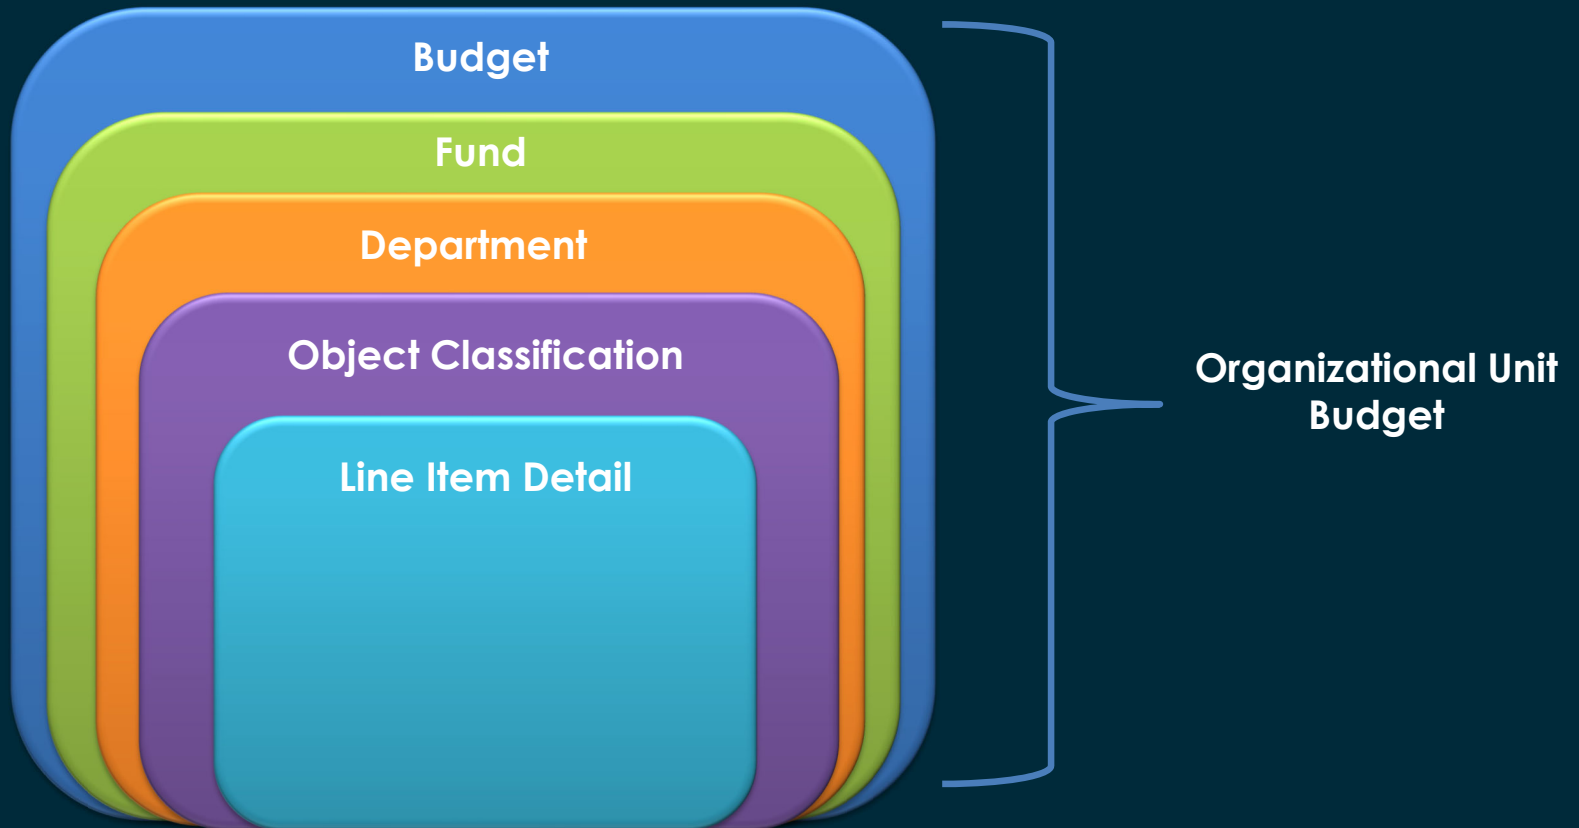 Budget
Fund
Department
Object Classification
Line Item Detail
Organizational Unit
Budget